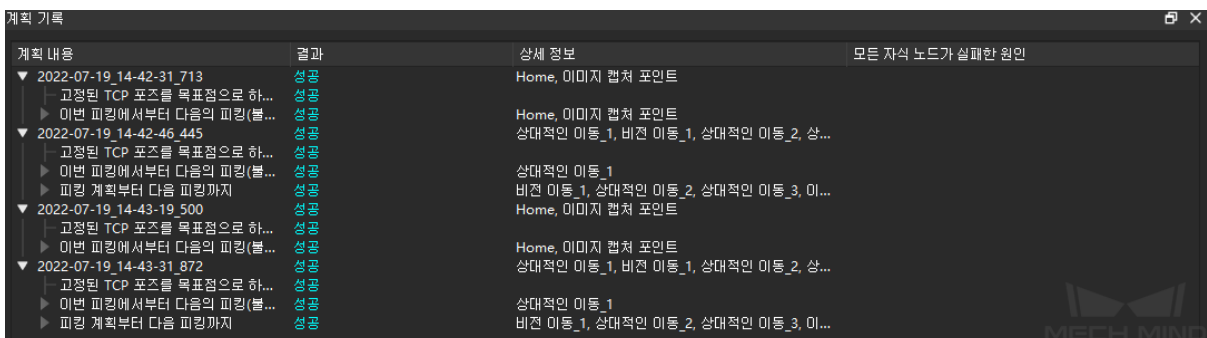 계획 기록
계획 내용 결과 상세 정보 모든 자식 노드가 실패한 원인
▼ 2022-07-19_14-42-31_713 성공 Home, 이미지 캡처 포인트
고정된 TCP 포즈를 목표점으로 하... 성공
▶ 이번 피킹에서부터 다음의 피킹(불... 성공 Home, 이미지 캡처 포인트
▼ 2022-07-19_14-42-46_445 성공 상대적인 이동_1, 비전 이동_1, 상대적인 이동_2, 상...
고정된 TCP 포즈를 목표점으로 하... 성공
▶ 이번 피킹에서부터 다음의 피킹(불... 성공 상대적인 이동_1
▶ 피킹 계획부터 다음 피킹까지 성공 비전 이동_1, 상대적인 이동_2, 상대적인 이동_3, 이...
▼ 2022-07-19_14-43-19_500 성공 Home, 이미지 캡처 포인트
고정된 TCP 포즈를 목표점으로 하... 성공
▶ 이번 피킹에서부터 다음의 피킹(불... 성공 Home, 이미지 캡처 포인트
▼ 2022-07-19_14-43-31_872 성공 상대적인 이동_1, 비전 이동_1, 상대적인 이동_2, 상...
고정된 TCP 포즈를 목표점으로 하... 성공
▶ 이번 피킹에서부터 다음의 피킹(불... 성공 상대적인 이동_1
▶ 피킹 계획부터 다음 피킹까지 성공 비전 이동_1, 상대적인 이동_2, 상대적인 이동_3, 이...
MECH MIND